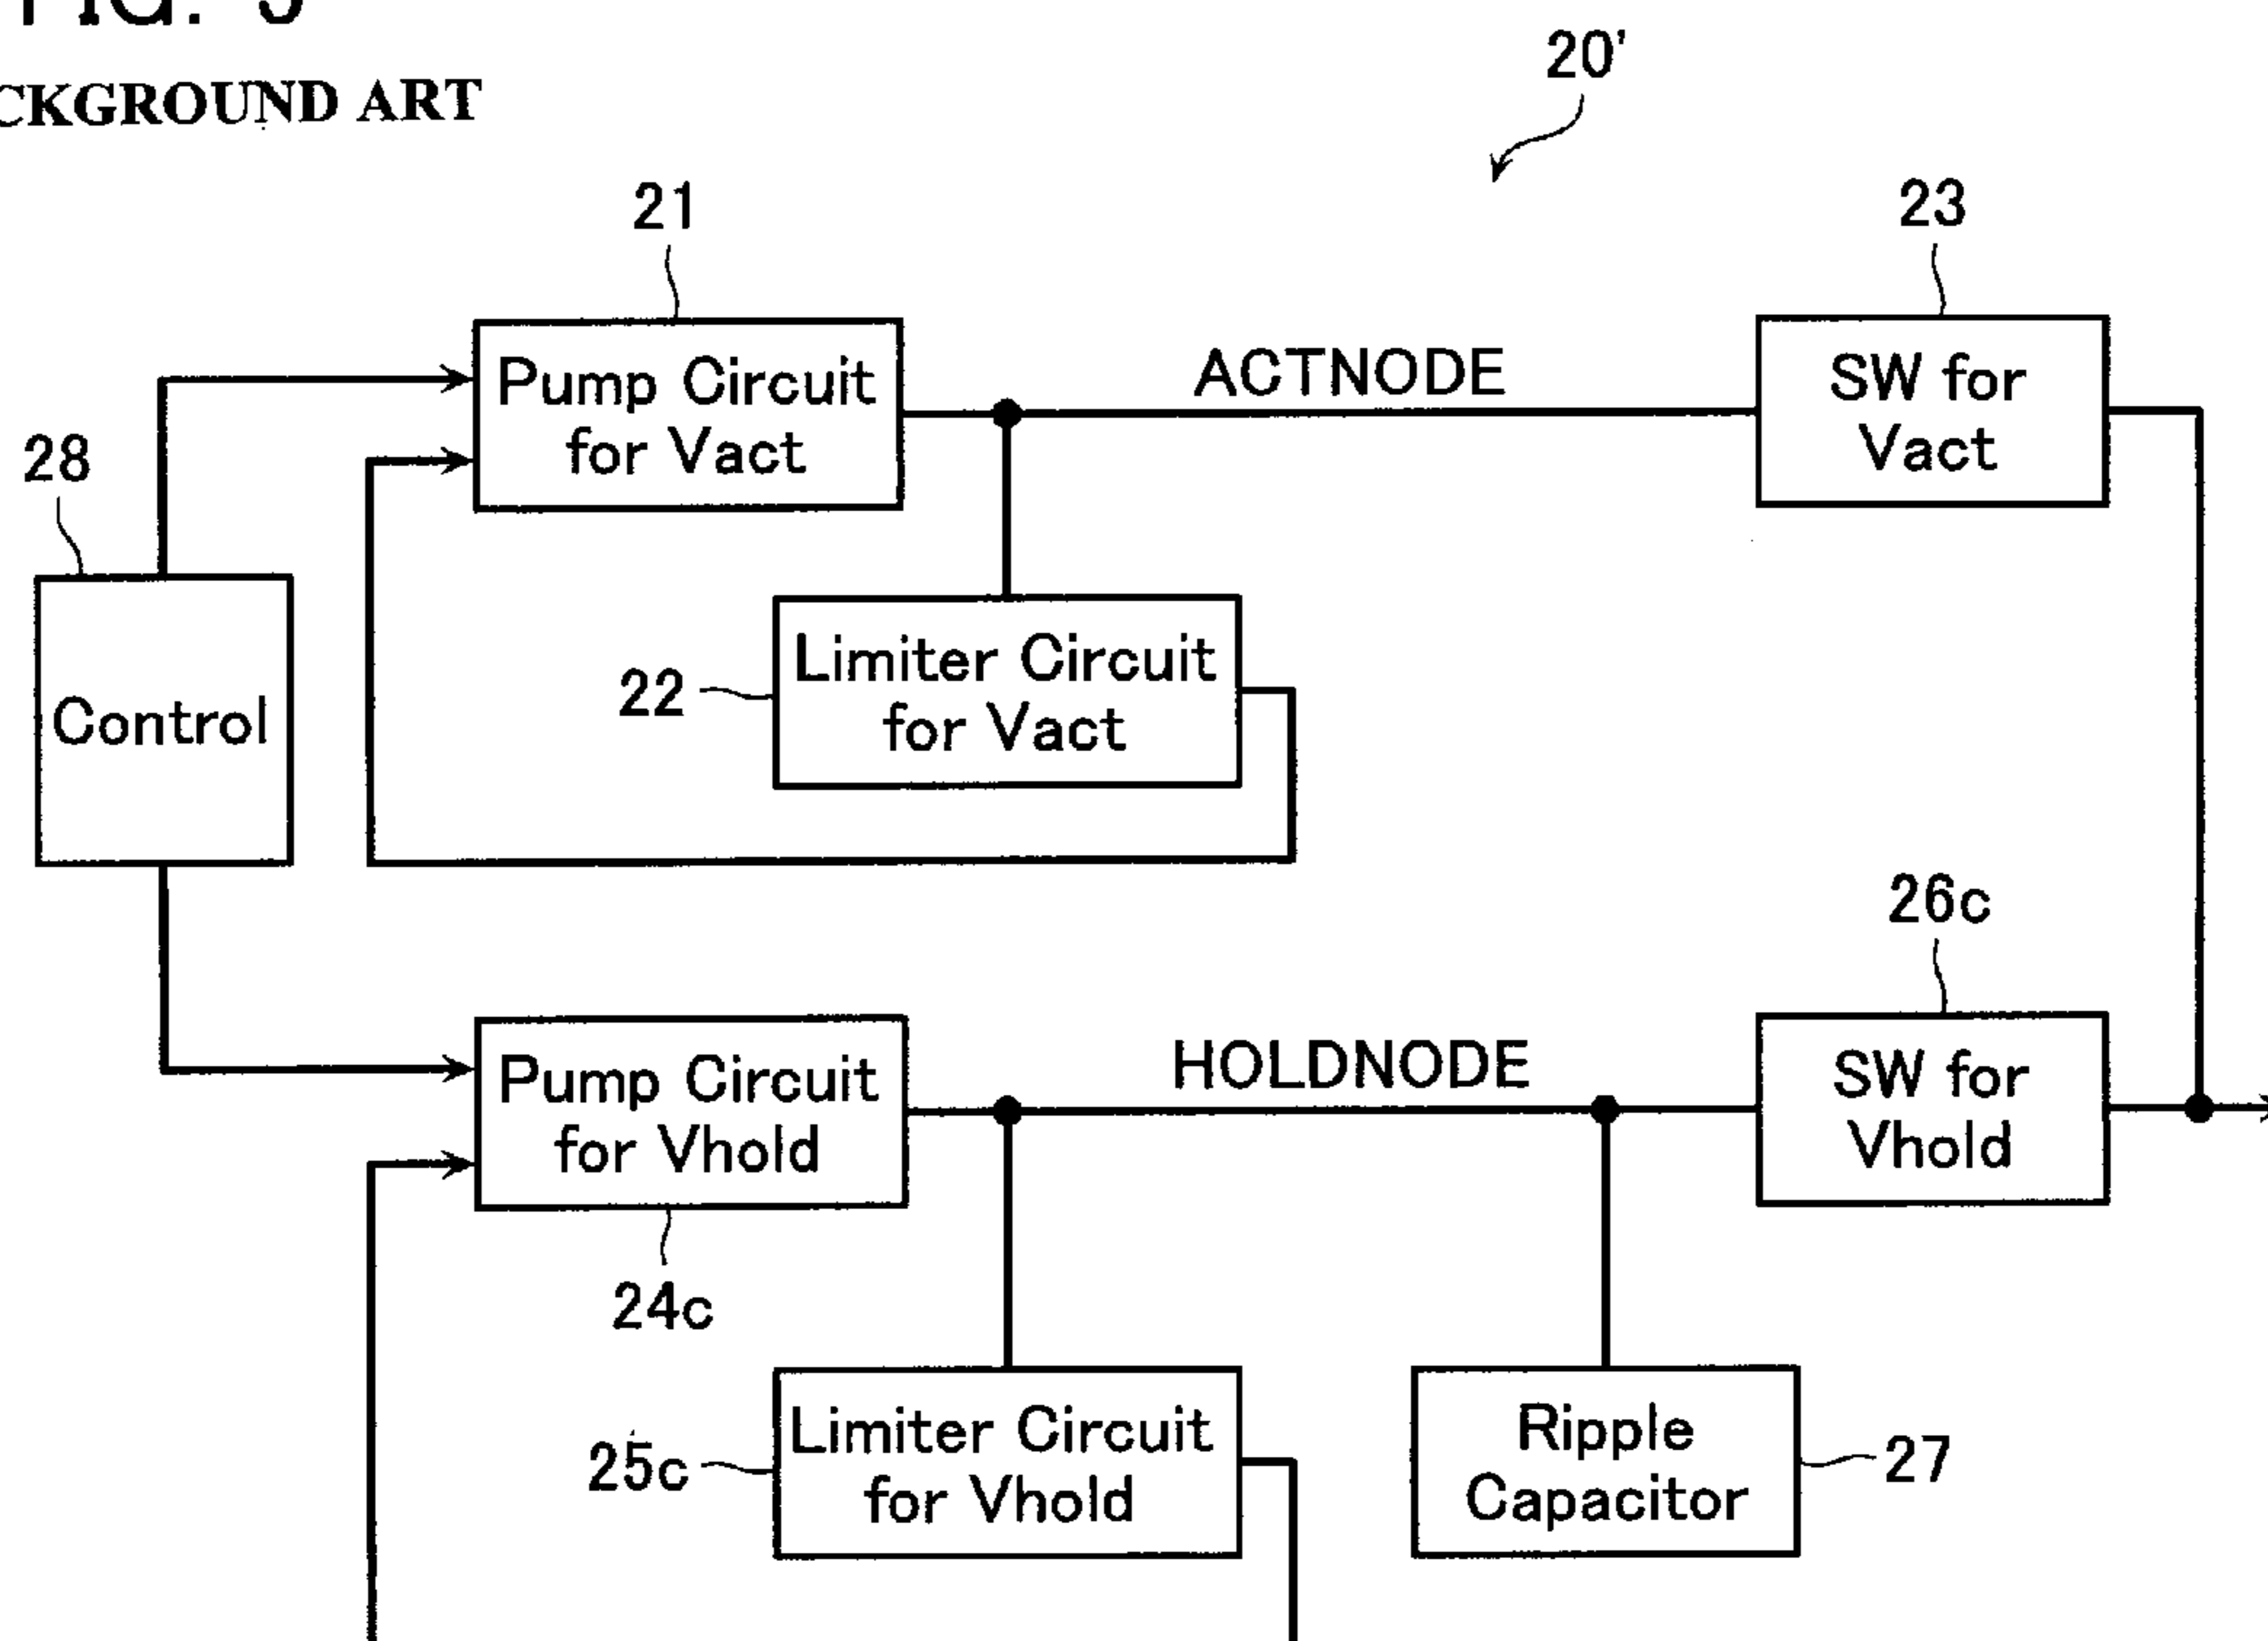 FIG.
ART
20'
21
23
Pump Circuit
for Vact
ACTNODE
SW for
Vact
28
Control
22
Limiter Circuit
for Vact
26c
Pump Circuit
for Vhold
HOLDNODE
SW for
Vhold
24c
25c
Limiter Circuit
for Vhold
Ripple
Capacitor
27